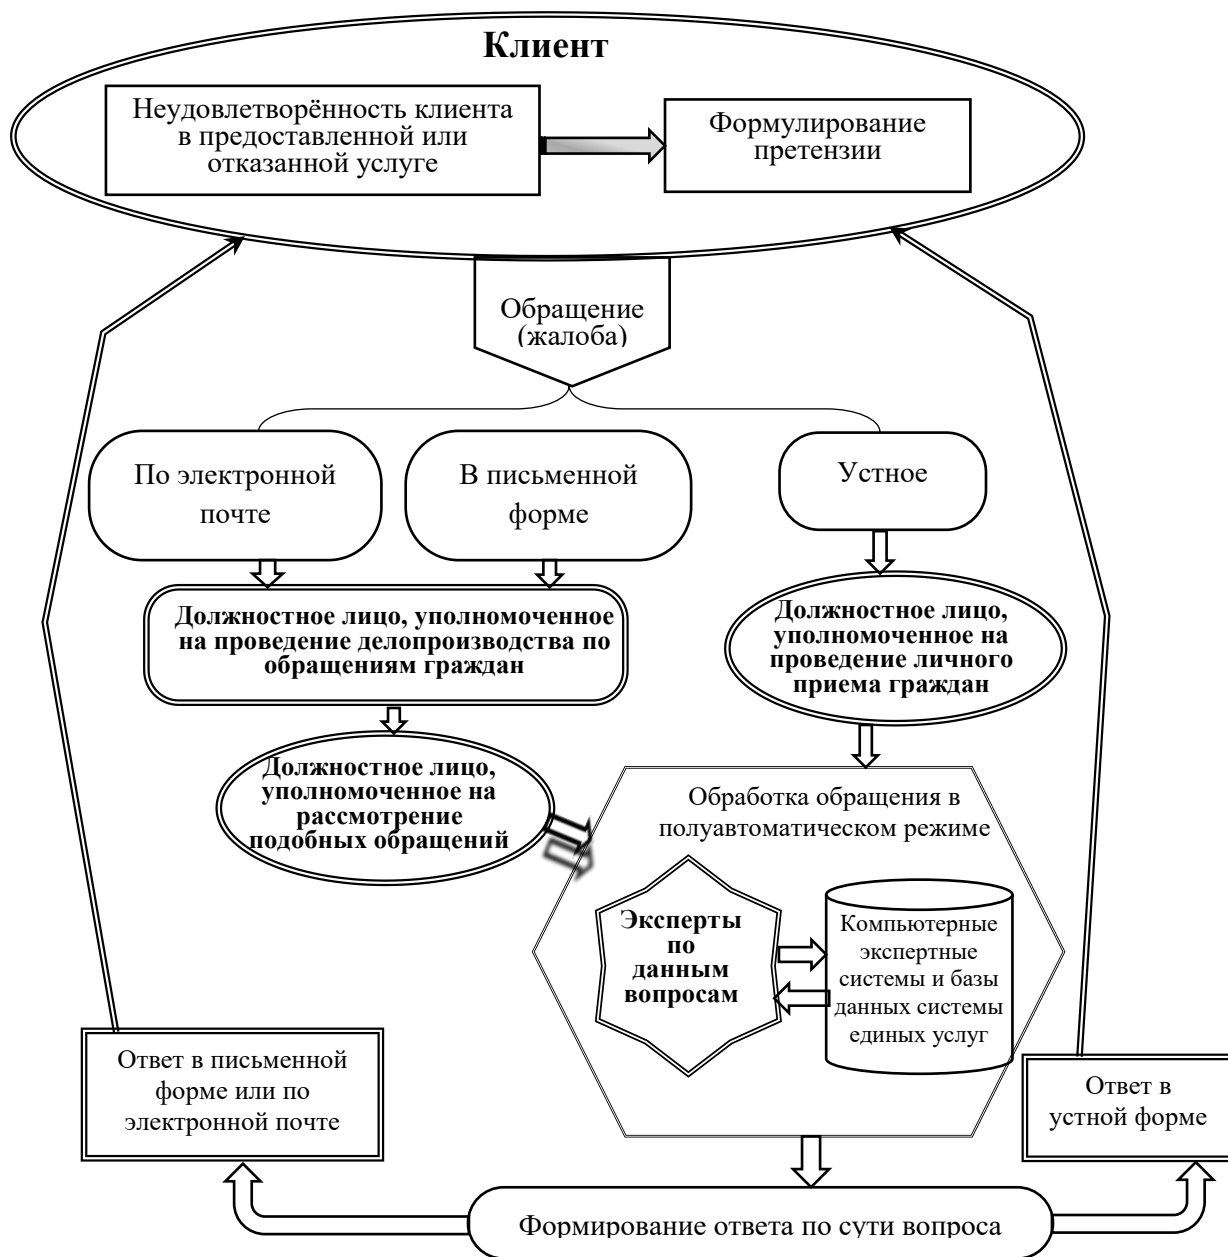 Клиент
Неудовлетворённость клиента
в предоставленной или
отказанной услуге
Формулирование
претензии
Обращение
(жалоба)
По электронной
почте
В письменной
форме
Устное
Должностное лицо, уполномоченное
на проведение делопроизводства по
обращениям граждан
Должностное лицо,
уполномоченное на
проведение личного
приема граждан
Должностное лицо,
уполномоченное на
рассмотрение
подобных обращений
Обработка обращения в
полуавтоматическом режиме
Эксперты
по
данным
вопросам
Компьютерные
экспертные
системы и базы
данных системы
единых услуг
Ответ в письменной
форме или по
электронной почте
Ответ в
устной форме
Формирование ответа по сути вопроса